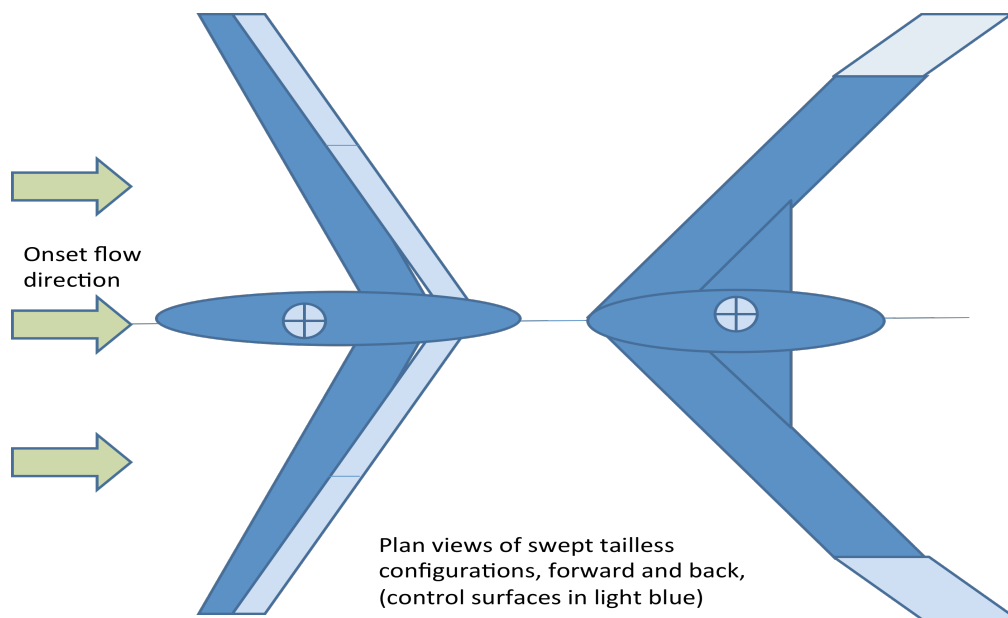 Onset flow
direction
Plan views of swept tailless
configurations, forward and back,
(control surfaces in light blue)